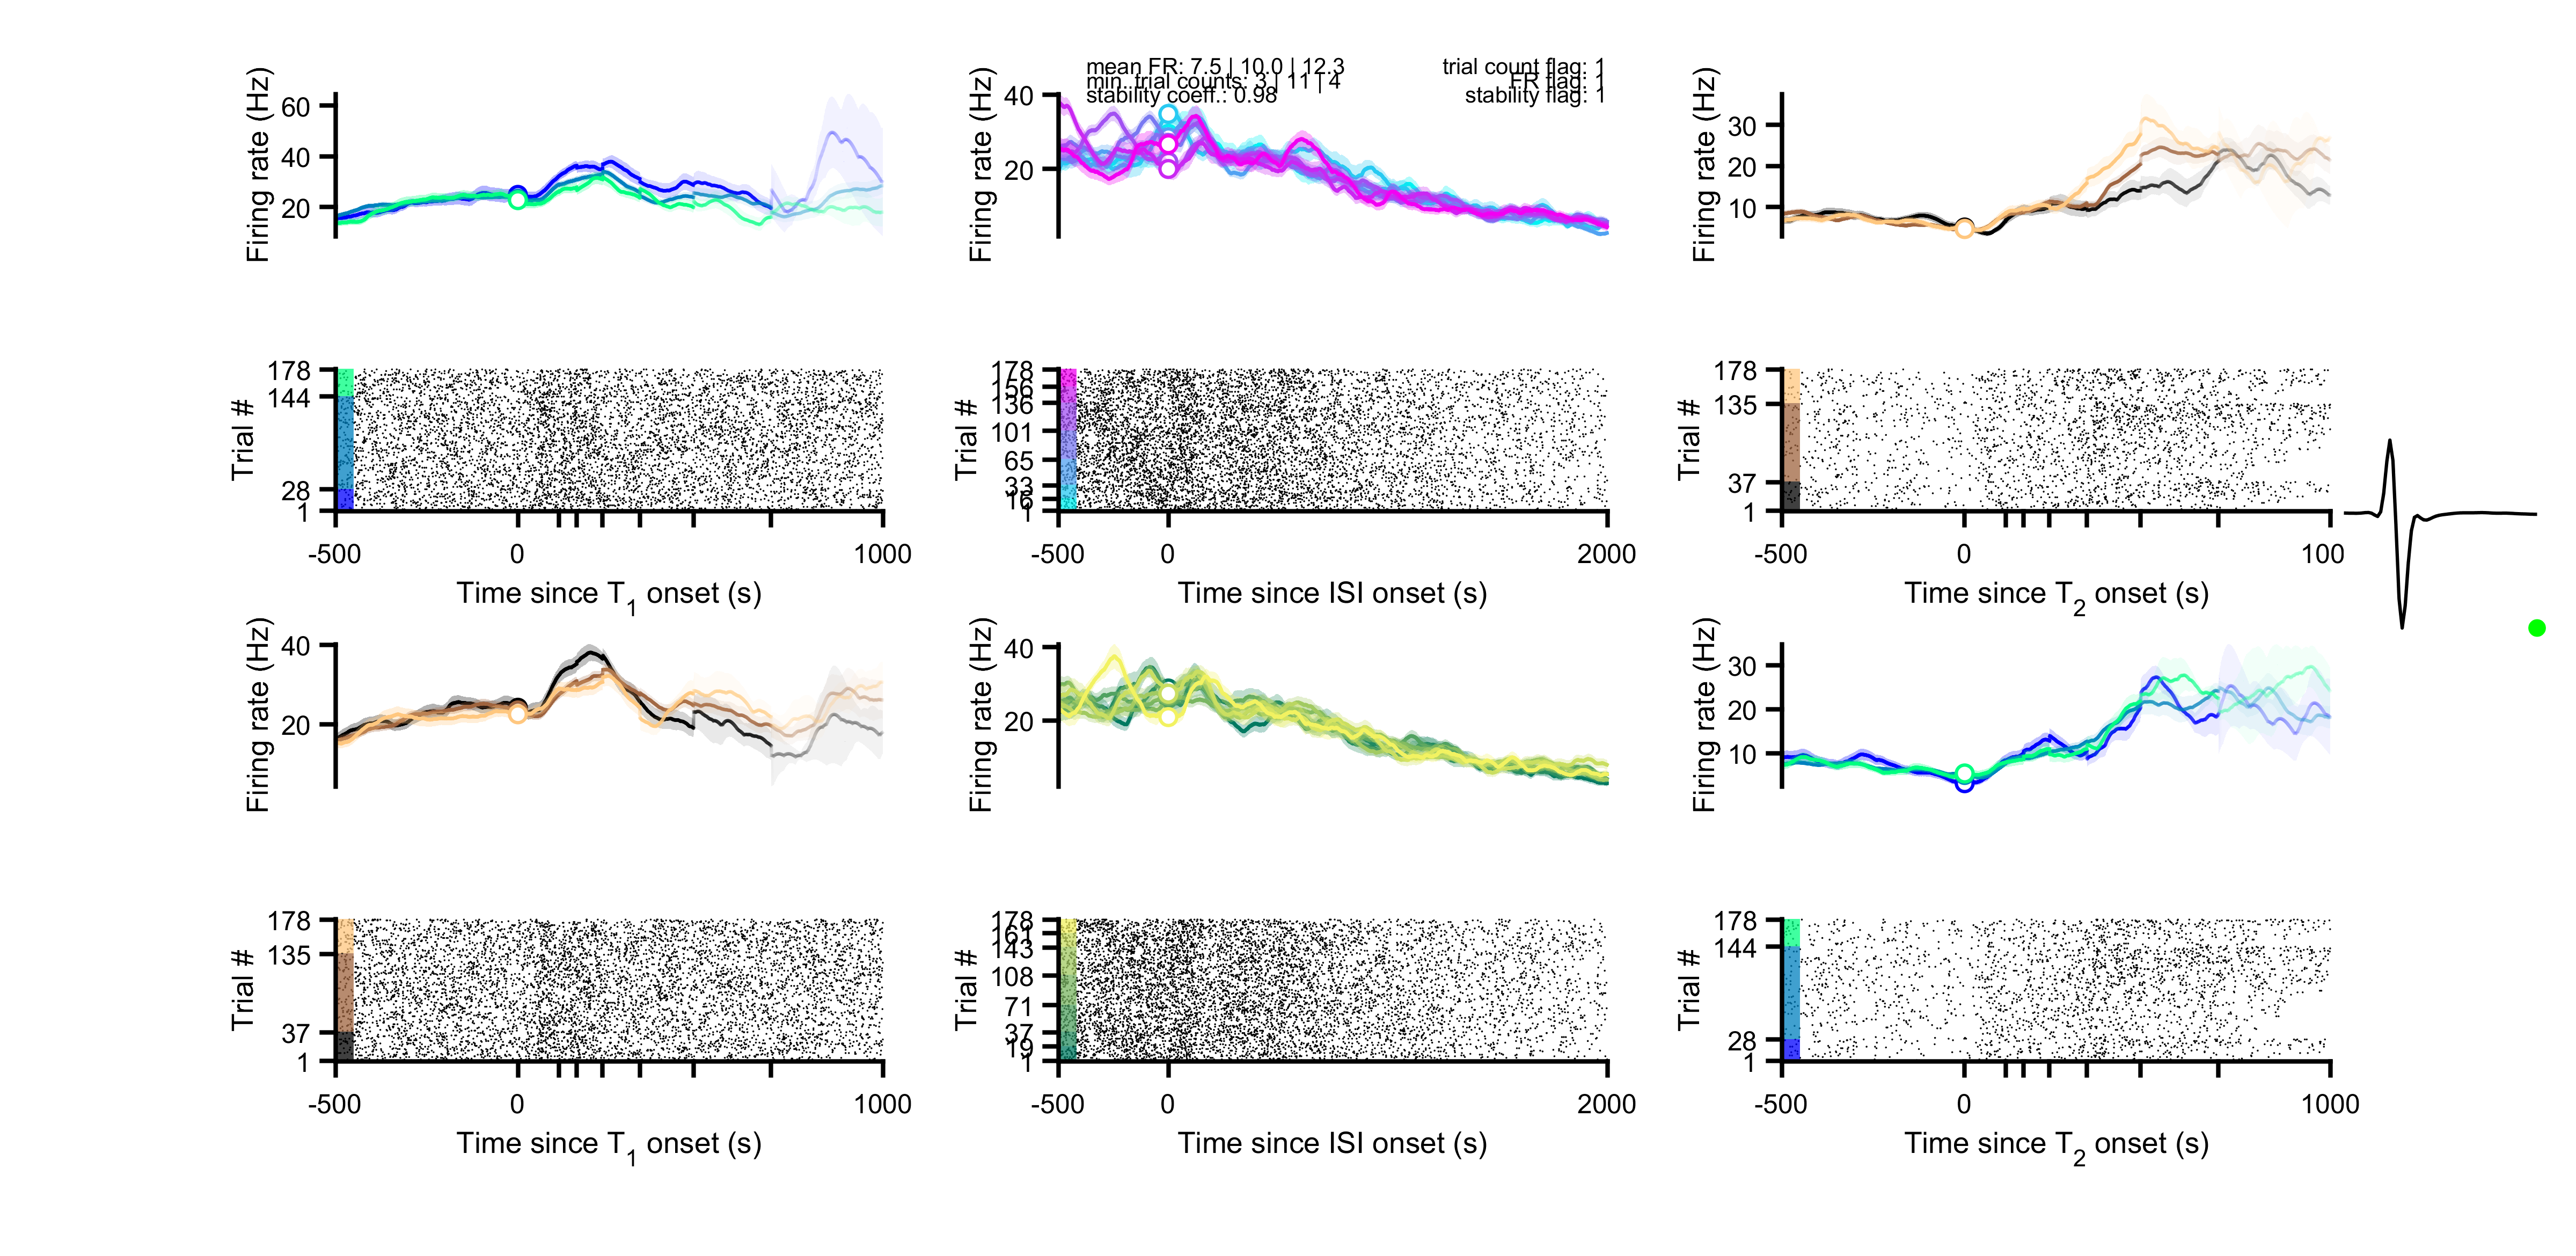 mean FR: 7.5 | 10.0 | 12.3
trial count flag: 1
min. trial counts: 3 | 11 | 4
FR flag: 1
stability coeff.: 0.98
stability flag: 1
Firing rate (Hz)
60
40
20
Firing rate (Hz)
40
20
Firing rate (Hz)
30
20
10
Trial #
178
144
28
1
-500
0
1000
Time since T1 onset (s)
Trial #
178
156
136
101
65
33
16
1
-500
0
2000
Time since ISI onset (s)
Trial #
178
135
37
1
-500
0
100
Time since T2 onset (s)
Firing rate (Hz)
40
20
Firing rate (Hz)
40
20
Firing rate (Hz)
30
20
10
Trial #
178
135
37
1
-500
0
1000
Time since T1 onset (s)
Trial #
178
143
108
71
37
19
1
-500
0
2000
Time since ISI onset (s)
Trial #
178
144
28
1
-500
0
1000
Time since T2 onset (s)